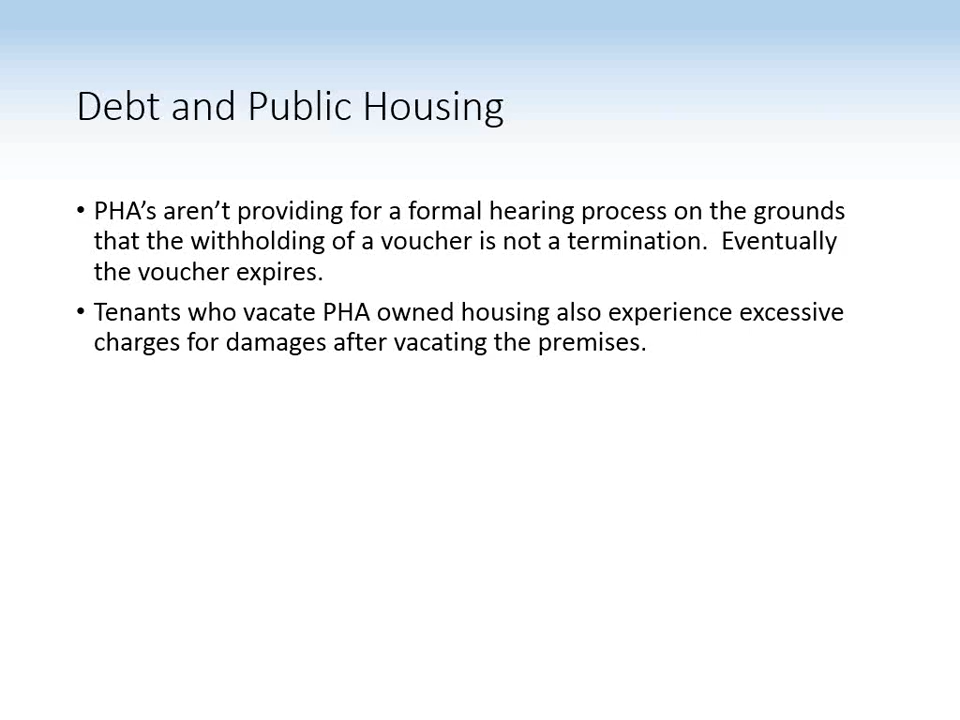 Debt and Public Housing
• PHA’s aren’t providing for a formal hearing process on the grounds
that the withholding of a voucher is not a termination.  Eventually
the voucher expires.
• Tenants who vacate PHA owned housing also experience excessive
charges for damages after vacating the premises.